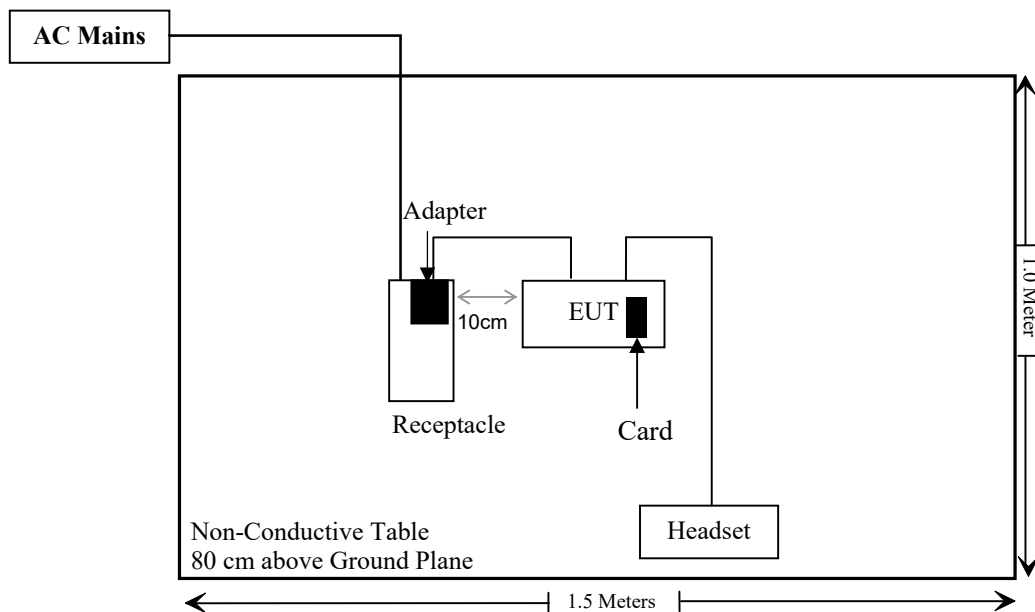 AC Mains
Adapter
10cm
EUT
Receptacle
Card
Headset
Non-Conductive Table
80 cm above Ground Plane
1.0 Meter
1.5 Meters